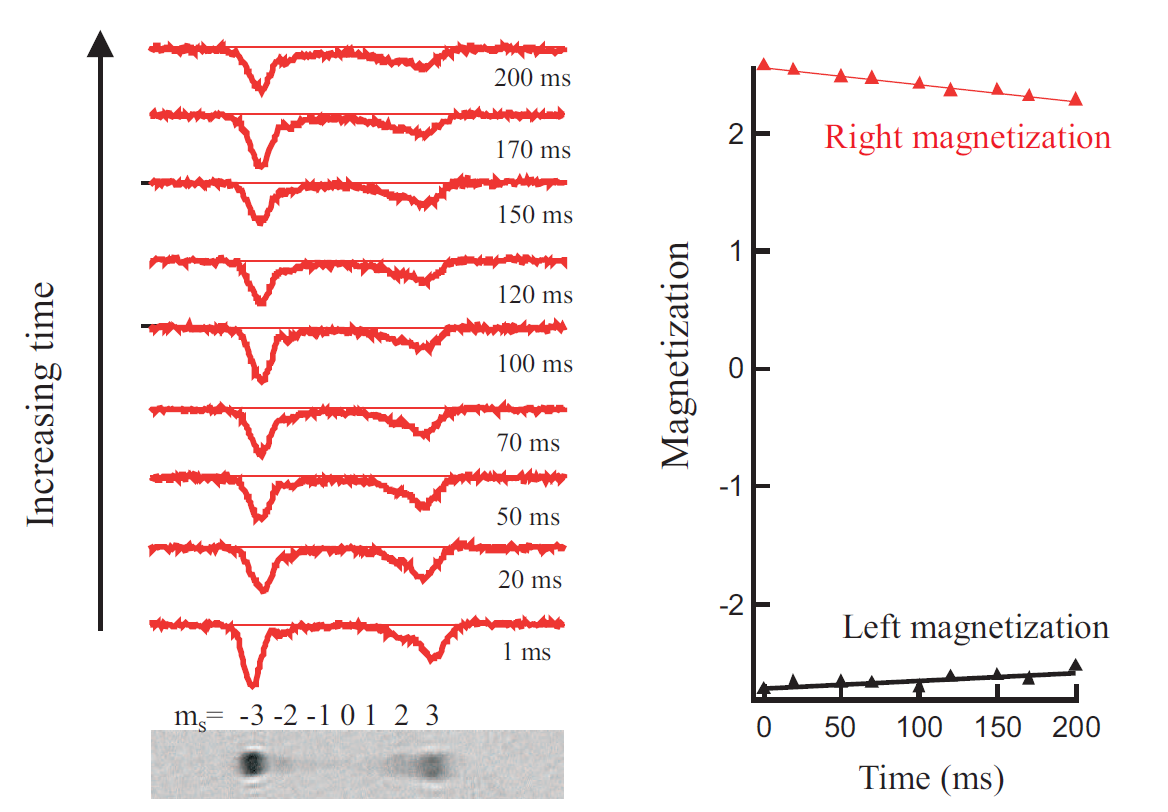 Increasing time
200 ms
170 ms
150 ms
120 ms
100 ms
70 ms
50 ms
20 ms
1 ms
ms= -3 -2 -1 0 1 2 3
Magnetization
2
1
0
-1
-2
Right magnetization
Left magnetization
0 50 100 150 200
Time (ms)